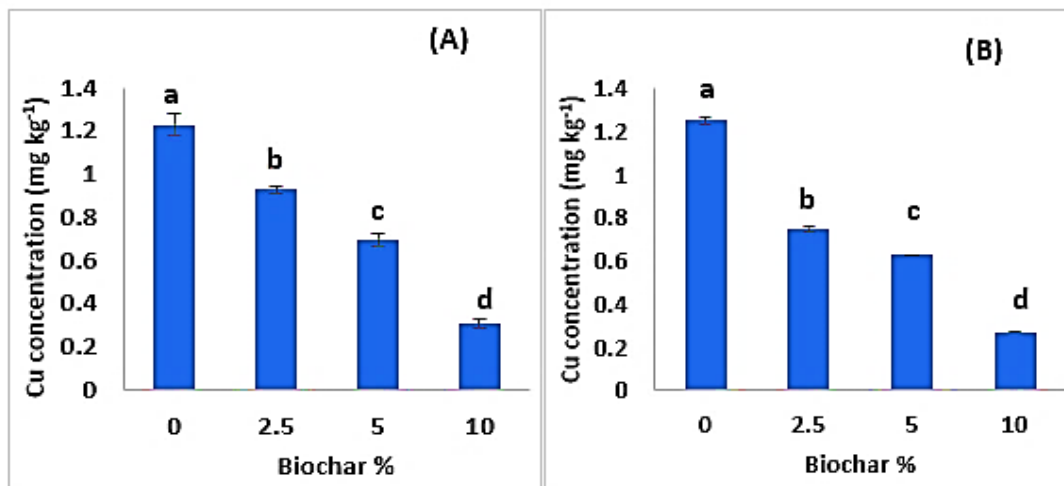 (A)
Cu concentration (mg kg⁻¹)
1.4
1.2
1
0.8
0.6
0.4
0.2
0
a
b
c
d
0 2.5 5 10
Biochar %
(B)
Cu concentration (mg kg⁻¹)
1.4
1.2
1
0.8
0.6
0.4
0.2
0
a
b
c
d
0 2.5 5 10
Biochar %